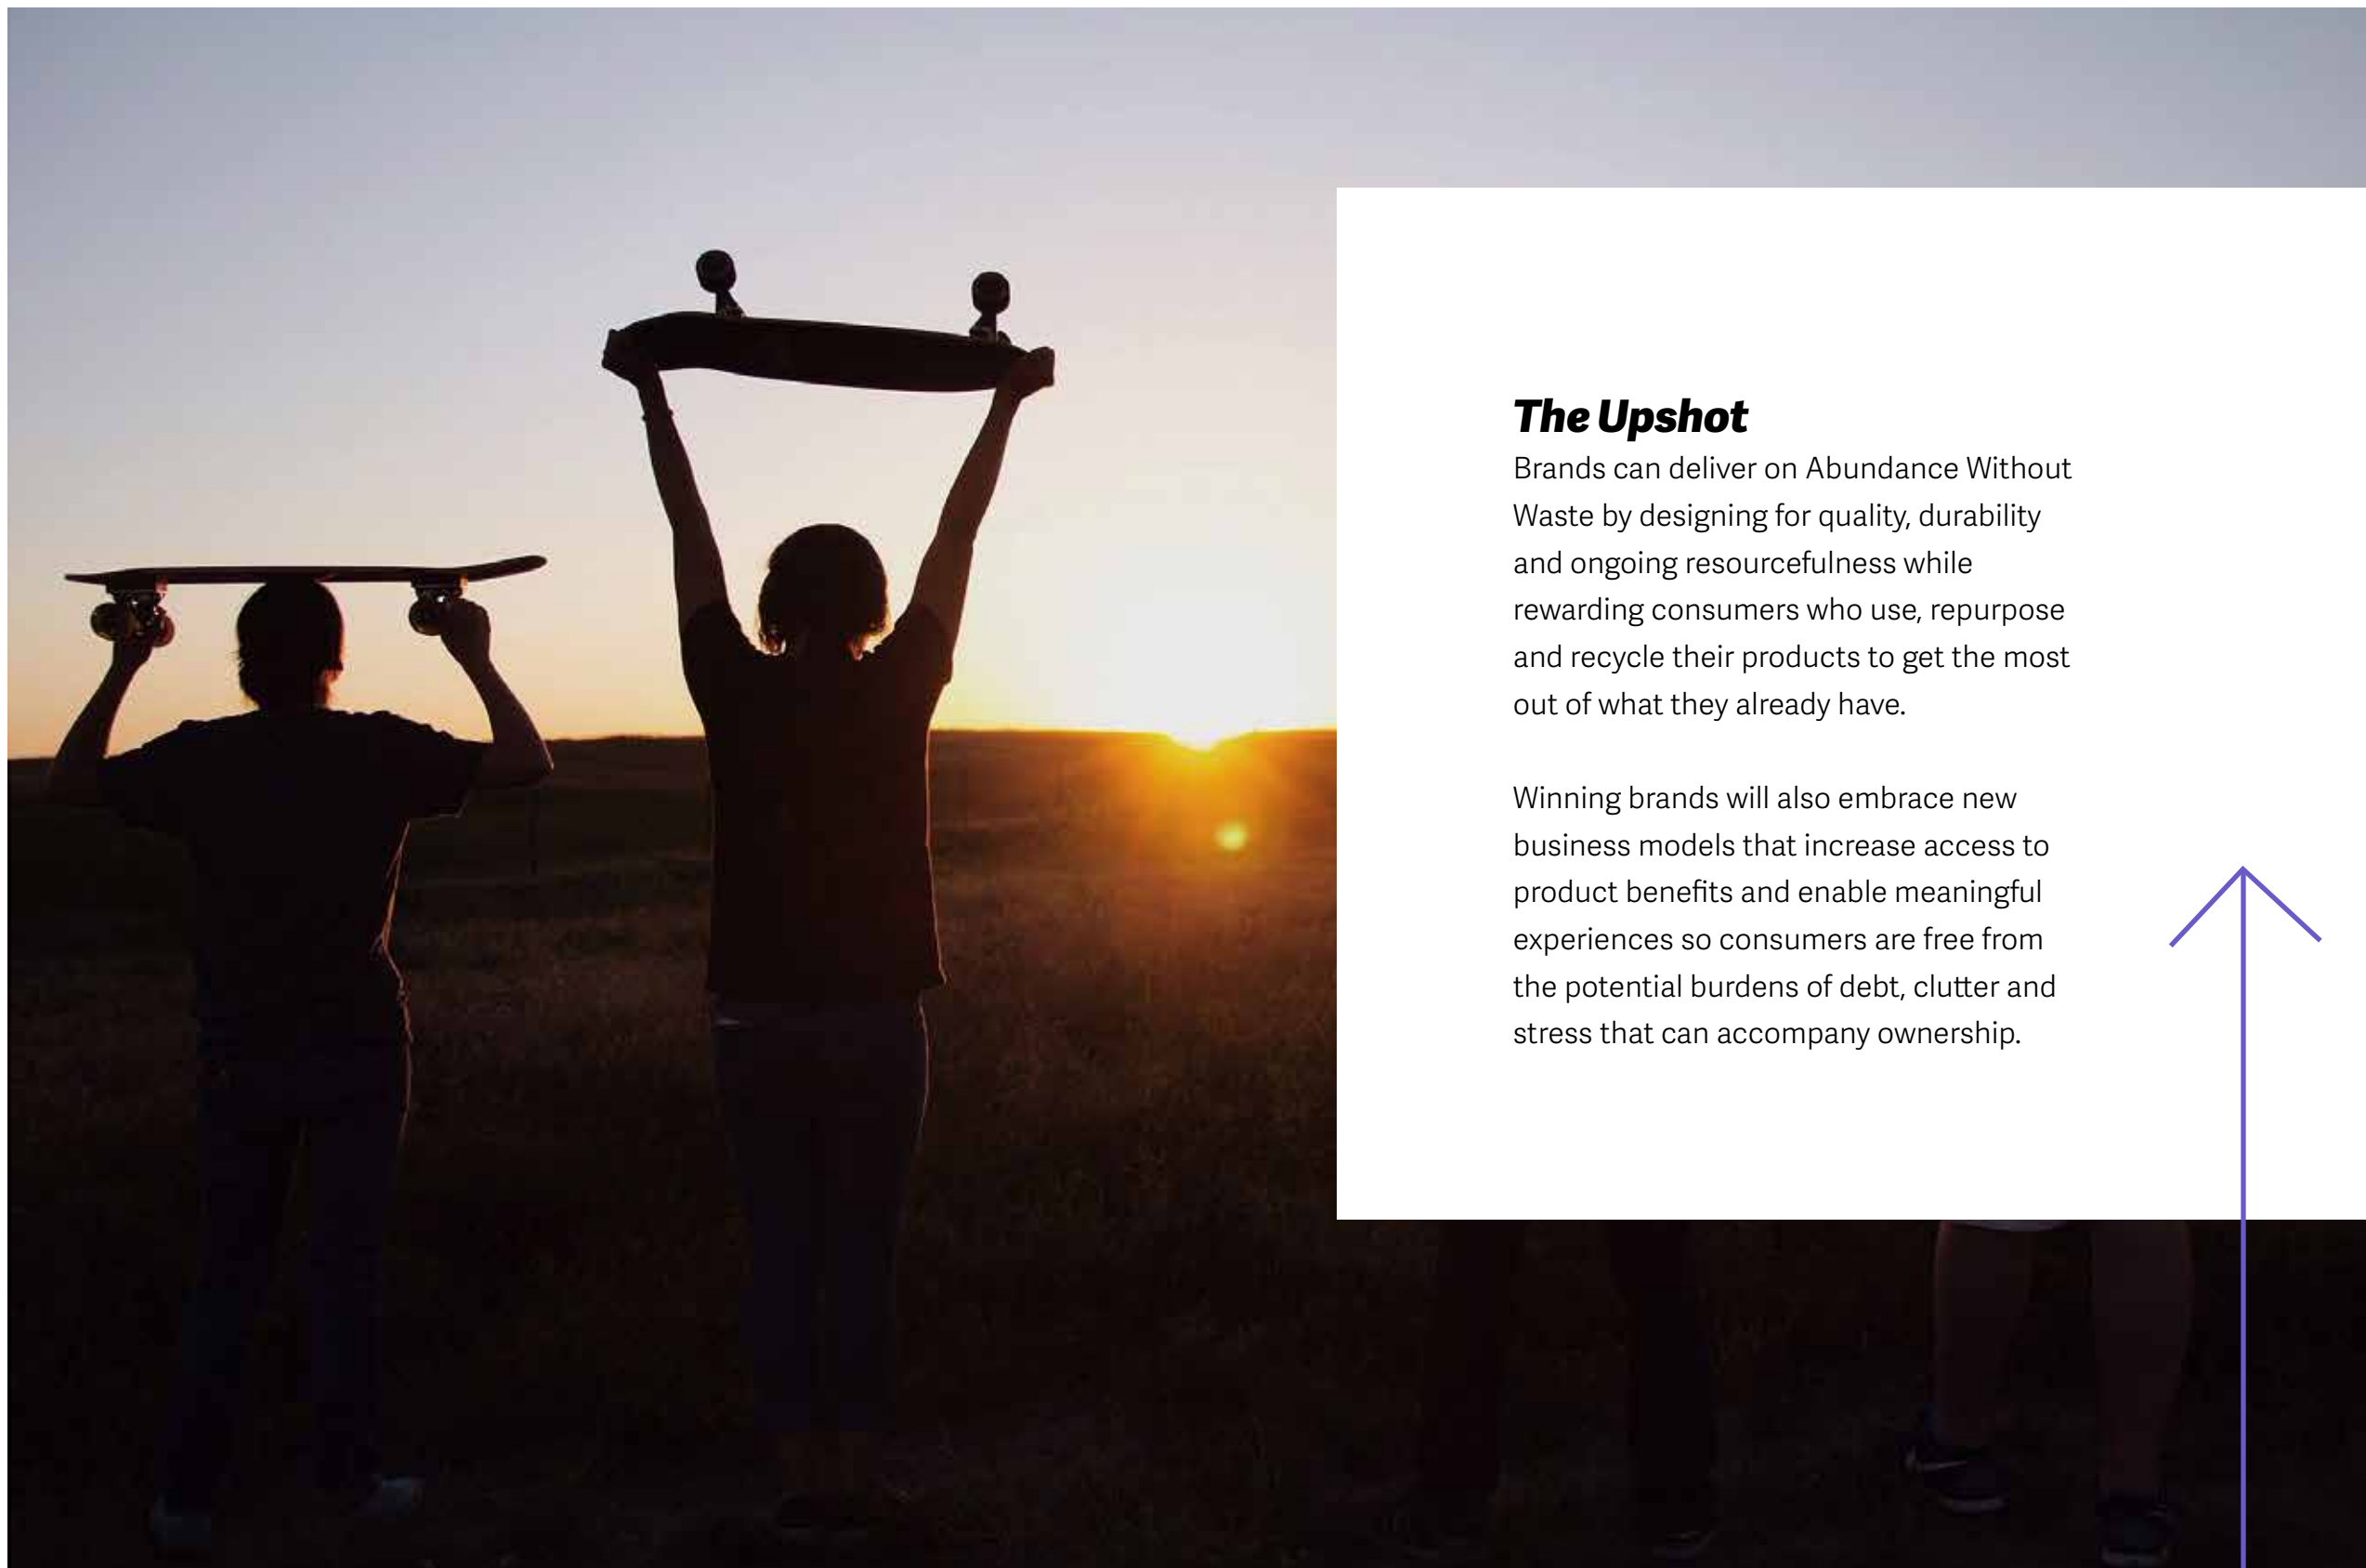 The Upshot
Brands can deliver on Abundance Without
Waste by designing for quality, durability
and ongoing resourcefulness while
rewarding consumers who use, repurpose
and recycle their products to get the most
out of what they already have.
Winning brands will also embrace new
business models that increase access to
product benefits and enable meaningful
experiences so consumers are free from
the potential burdens of debt, clutter and
stress that can accompany ownership.